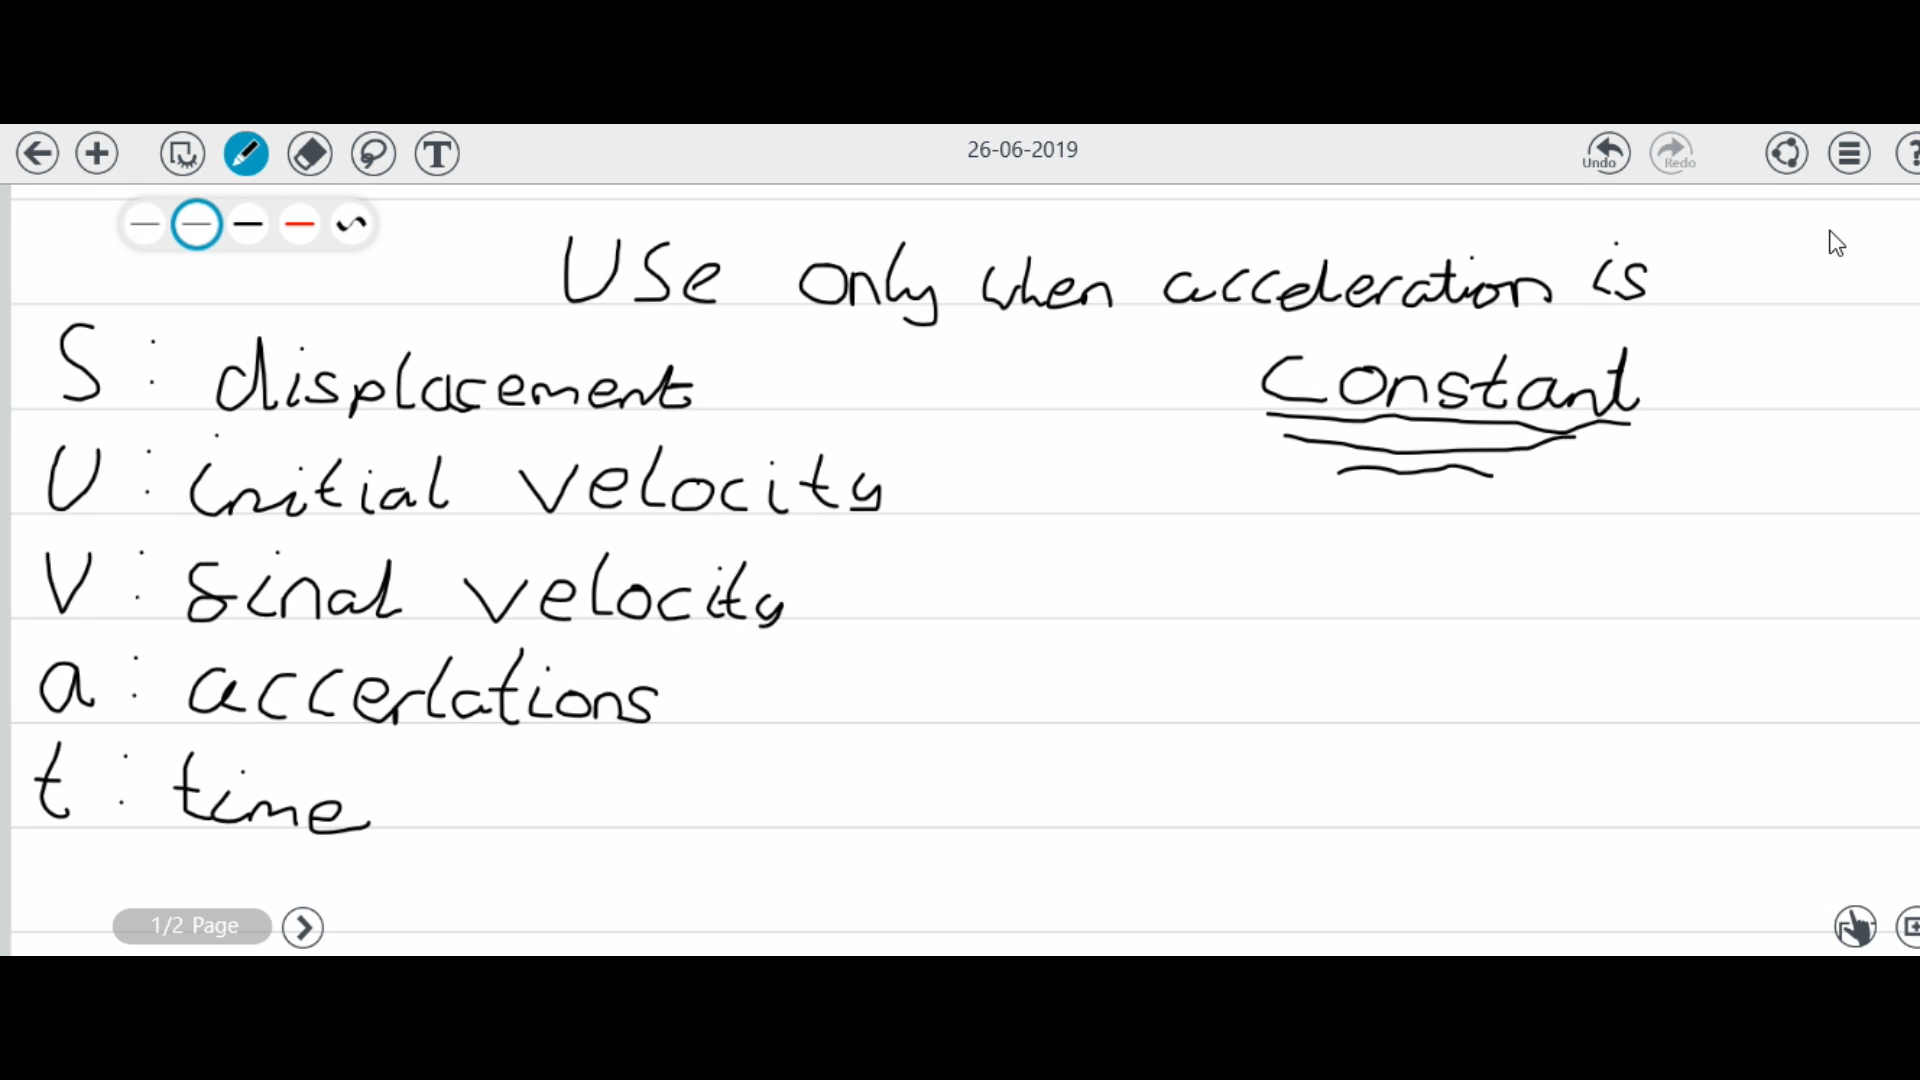 26-06-2019
Undo
Redo
?
T
Use only when acceleration is
constant
S : displacement
U : initial velocity
V : final velocity
a : accerlations
t : time
1/2 Page